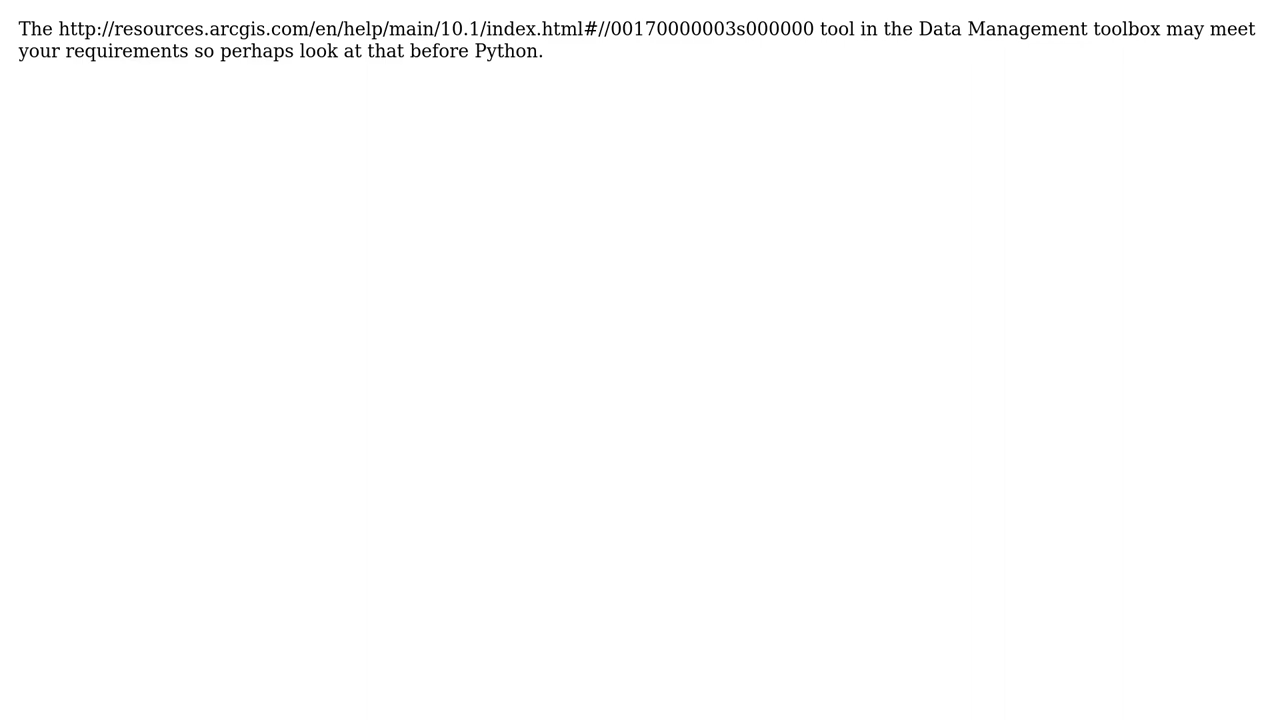 The http://resources.arcgis.com/en/help/main/10.1/index.html#//00170000003s000000 tool in the Data Management toolbox may meet
your requirements so perhaps look at that before Python.